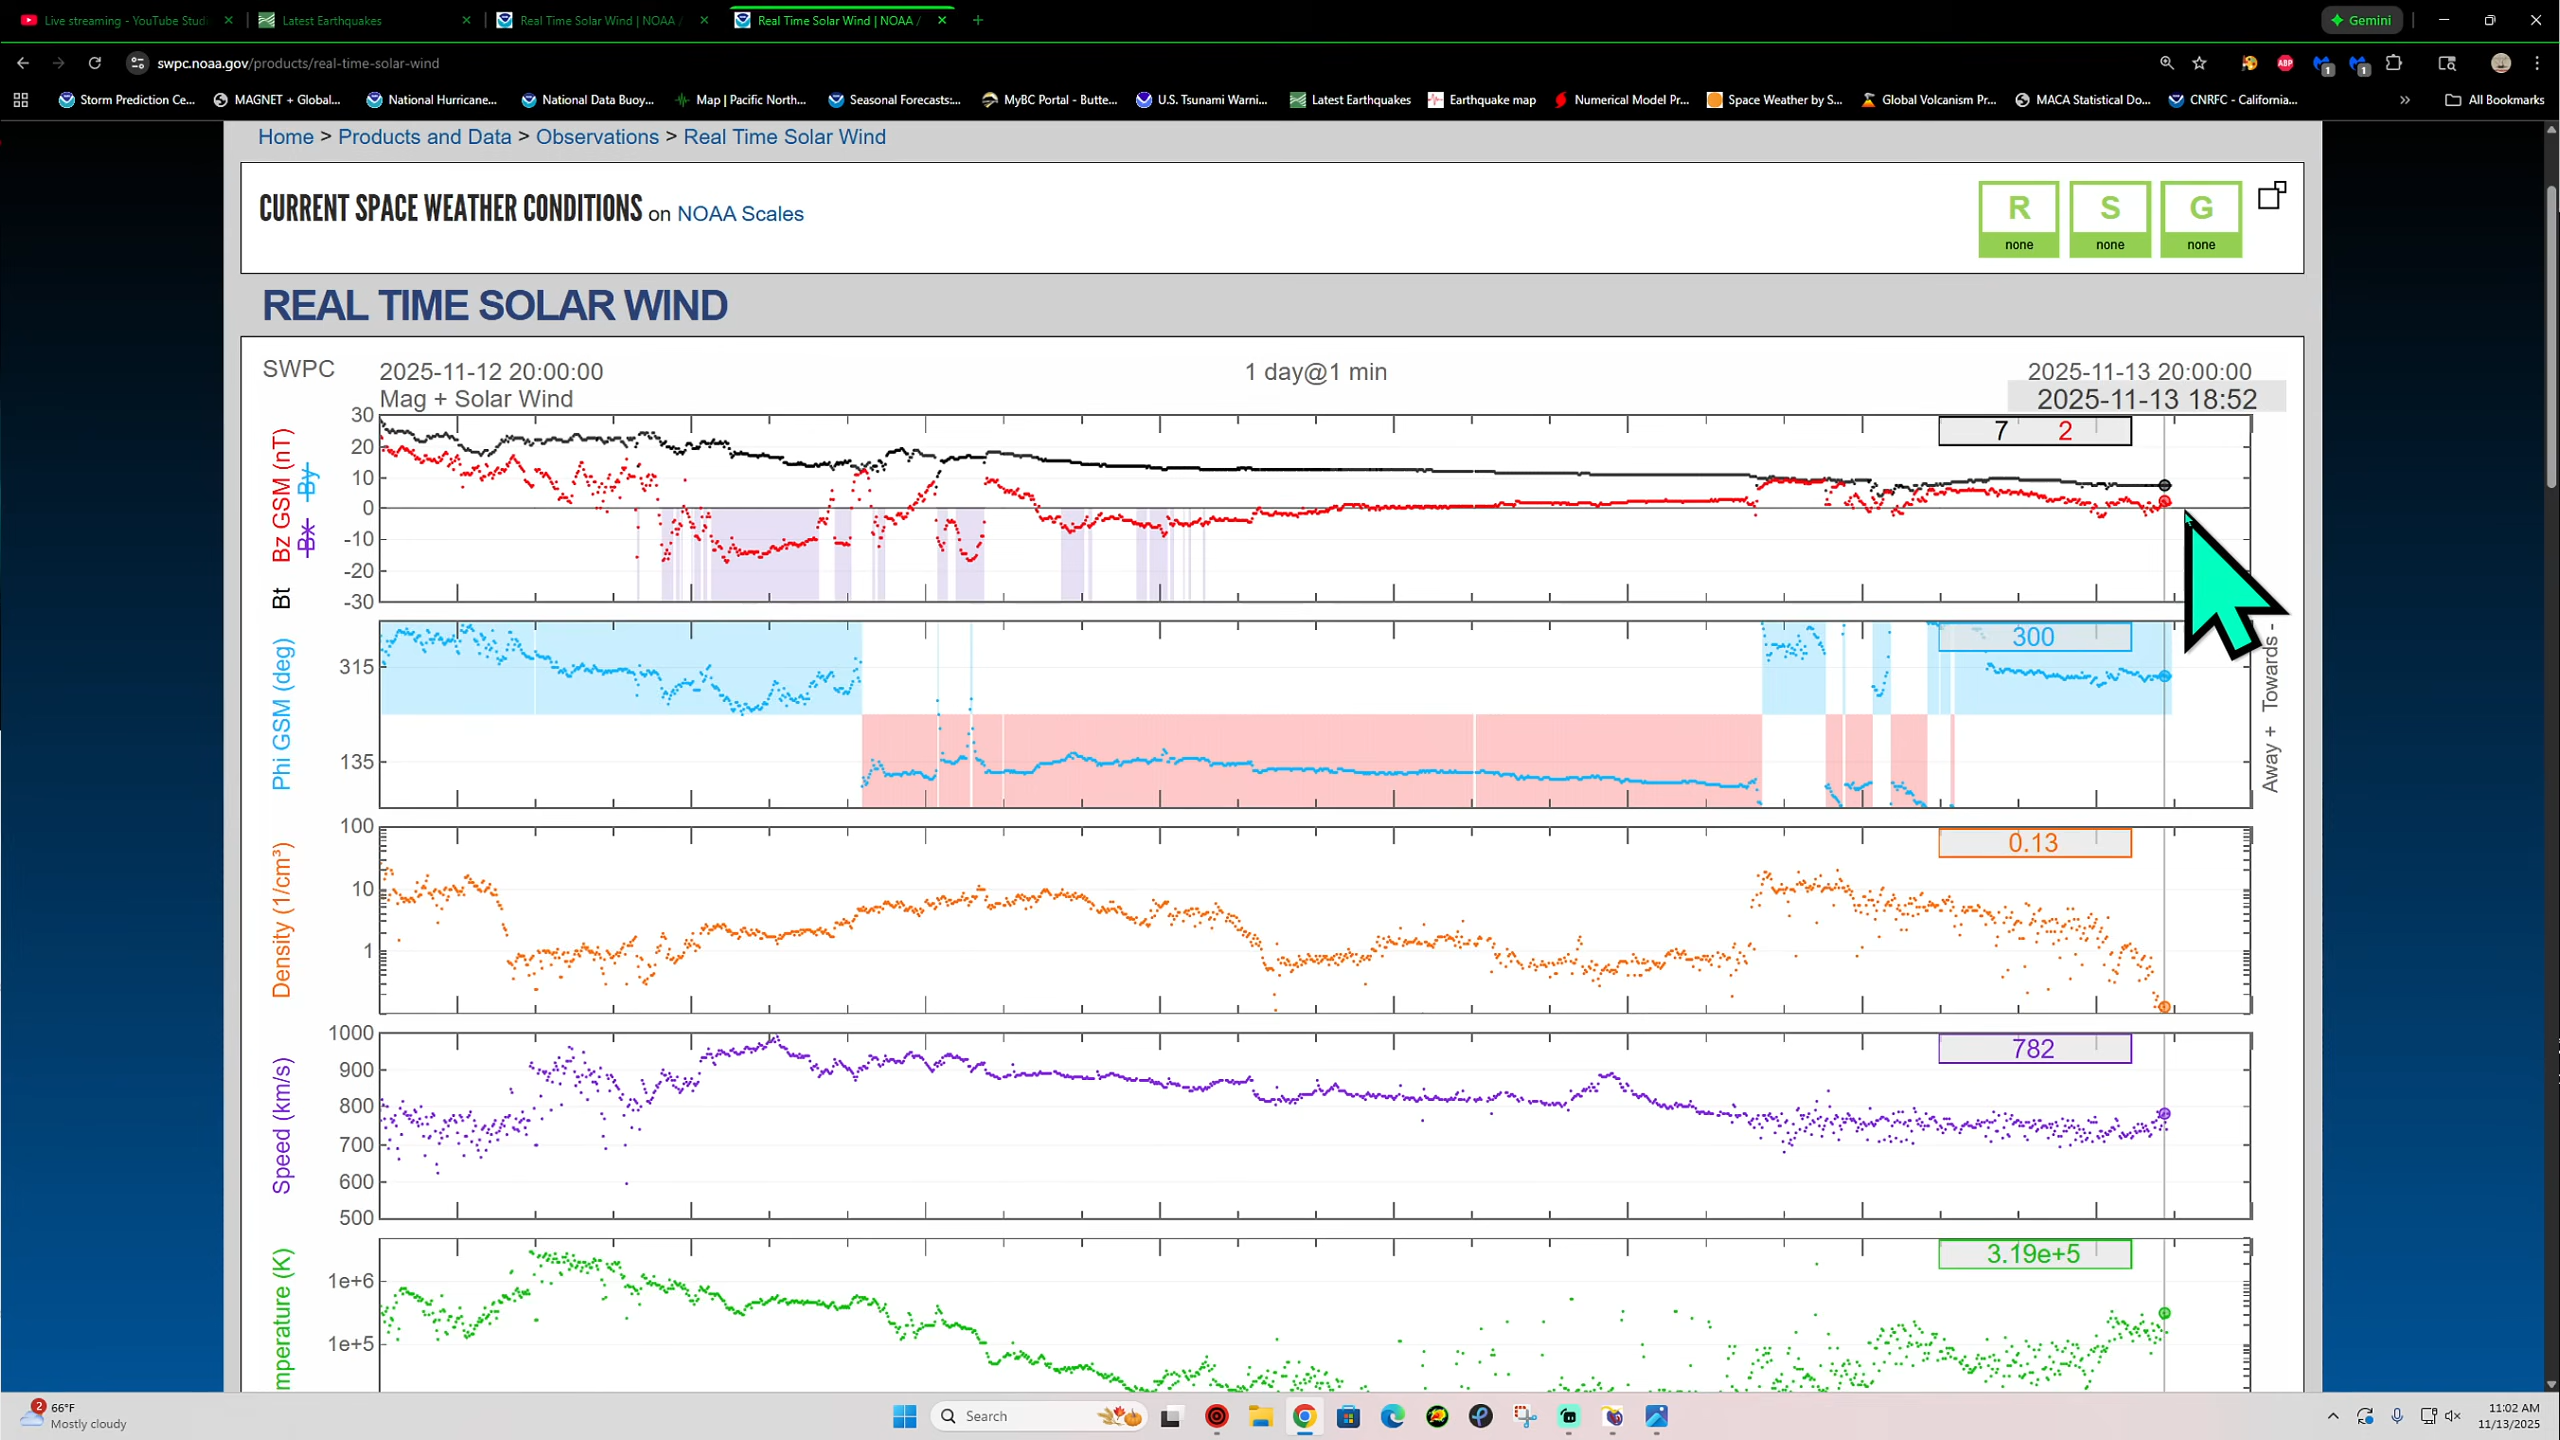 Live streaming - YouTube Studi
Latest Earthquakes
Real Time Solar Wind | NOAA /
Real Time Solar Wind | NOAA /
Gemini
swpc.noaa.gov/products/real-time-solar-wind
ABP
1
1
Storm Prediction Ce...
MAGNET + Global...
National Hurricane...
National Data Buoy...
Map | Pacific North...
Seasonal Forecasts:...
MyBC Portal - Butte...
U.S. Tsunami Warni...
Latest Earthquakes
Earthquake map
Numerical Model Pr...
Space Weather by S...
Global Volcanism Pr...
MACA Statistical Do...
CNRFC - California...
All Bookmarks
Home > Products and Data > Observations > Real Time Solar Wind
CURRENT SPACE WEATHER CONDITIONS on NOAA Scales
R
none
S
none
G
none
REAL TIME SOLAR WIND
SWPC
2025-11-12 20:00:00
1 day@1 min
2025-11-13 20:00:00
Mag + Solar Wind
2025-11-13 18:52
Bt Bz GSM (nT)
Bx By
30
20
10
0
-10
-20
-30
7 2
Phi GSM (deg)
315
135
300
Away + Towards -
Density (1/cm³)
100
10
1
0.13
Speed (km/s)
1000
900
800
700
600
500
782
mperature (K)
1e+6
1e+5
3.19e+5
2
66°F
Mostly cloudy
Search
11:02 AM
11/13/2025